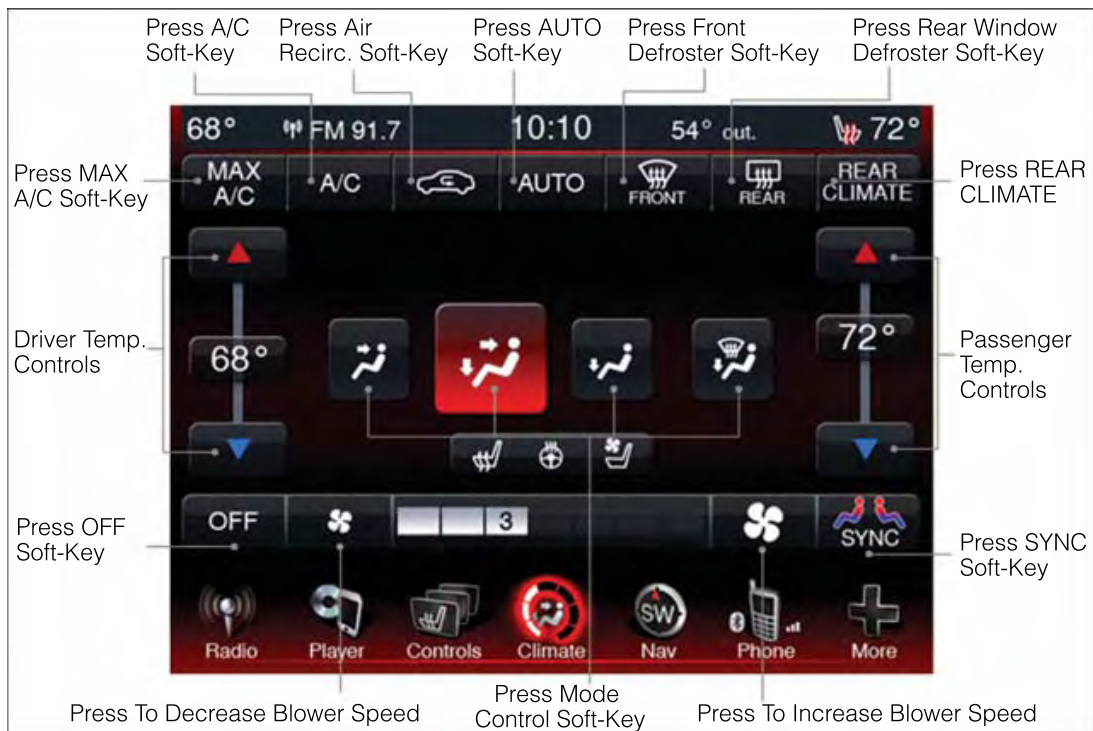 Press A/C
Soft-Key
Press Air
Recirc. Soft-Key
Press AUTO
Soft-Key
Press Front
Defroster Soft-Key
Press Rear Window
Defroster Soft-Key
68° FM 91.7 10:10 54° out. 72°
Press MAX
A/C Soft-Key
MAX
A/C
A/C
AUTO
FRONT
REAR
REAR
CLIMATE
Press REAR
CLIMATE
Driver Temp.
Controls
68°
72°
Passenger
Temp.
Controls
Press OFF
Soft-Key
OFF
3
SYNC
Press SYNC
Soft-Key
Radio
Player
Controls
Climate
SW
Nav
Phone
More
Press To Decrease Blower Speed
Press Mode
Control Soft-Key
Press To Increase Blower Speed